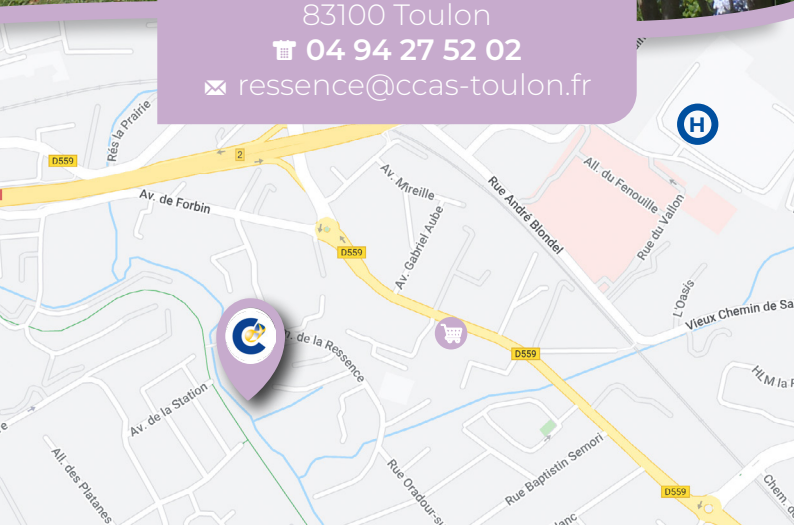 83100 Toulon
04 94 27 52 02
ressence@ccas-toulon.fr
H
Rés la Prairie
D559
2
All. du Fenouille
Av. Mireille
Av. de Forbin
Rue André Blondel
Rue du Vallon
Av. Gabriel Aube
D559
L'Oasis
Vieux Chemin de Sa
C
m. de la Ressence
D559
HLM la F
Av. de la Station
All. des Platanes
Rue Baptistin Semori
Rue Oradour-su
D559
Chem. d
lanc